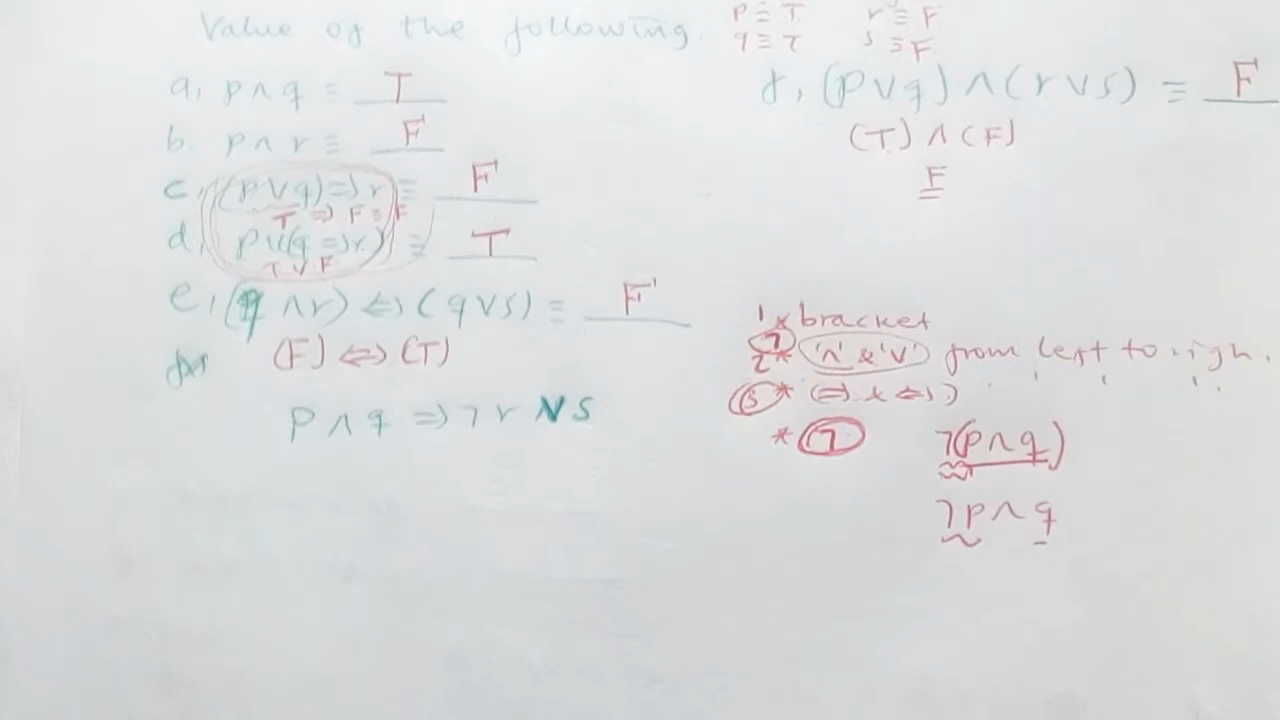 Value of the following
p ≡ T r ≡ F
q ≡ T s ≡ F
a, p ∧ q ≡ T
b. p ∧ r ≡ F
c, (p ∨ q) ⇒ r ≡ F
T ⇒ F ≡ F
d, p ∨ (q ⇒ r) ≡ T
T ∨ F
e, (q ∧ r) ⇔ (q ∨ s) ≡ F
(F) ⇔ (T)
p ∧ q ⇒ ¬ r ∧ s
f, (p ∨ q) ∧ (r ∨ s) ≡ F
(T) ∧ (F)
F
1 * bracket
¬
2 * '∧' & '∨' from left to righ.
3 * (⇒ & ⇔)
* ¬
¬(p ∧ q)
¬p ∧ q